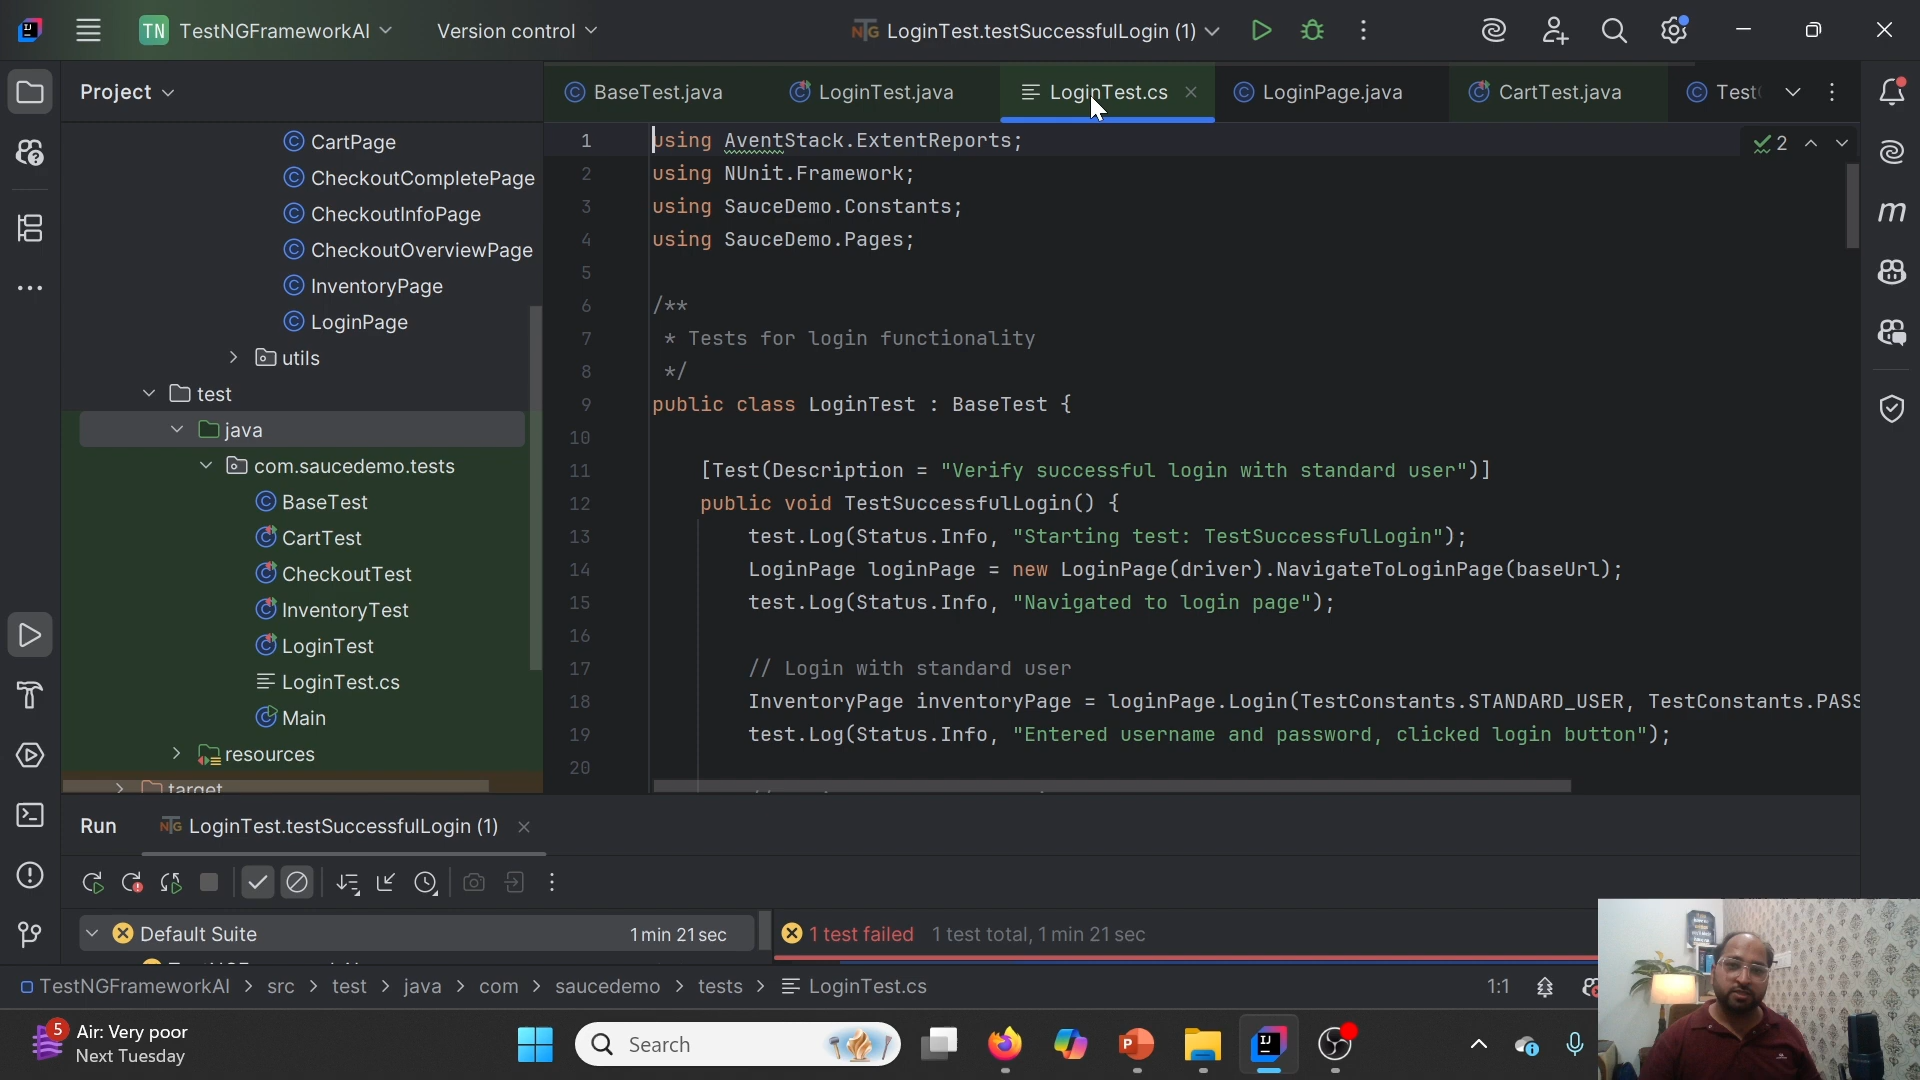 TN TestNGFrameworkAI
Version control
LoginTest.testSuccessfulLogin (1)
Project
BaseTest.java
LoginTest.java
LoginTest.cs
LoginPage.java
CartTest.java
Test
CartPage
CheckoutCompletePage
CheckoutInfoPage
CheckoutOverviewPage
InventoryPage
LoginPage
utils
test
java
com.saucedemo.tests
BaseTest
CartTest
CheckoutTest
InventoryTest
LoginTest
LoginTest.cs
Main
resources
target
2
1 using AventStack.ExtentReports;
2 using NUnit.Framework;
3 using SauceDemo.Constants;
4 using SauceDemo.Pages;
5
6 /**
7 * Tests for login functionality
8 */
9 public class LoginTest : BaseTest {
10
11 [Test(Description = "Verify successful login with standard user")]
12 public void TestSuccessfulLogin() {
13 test.Log(Status.Info, "Starting test: TestSuccessfulLogin");
14 LoginPage loginPage = new LoginPage(driver).NavigateToLoginPage(baseUrl);
15 test.Log(Status.Info, "Navigated to login page");
16
17 // Login with standard user
18 InventoryPage inventoryPage = loginPage.Login(TestConstants.STANDARD_USER, TestConstants.PASS
19 test.Log(Status.Info, "Entered username and password, clicked login button");
20
Run
LoginTest.testSuccessfulLogin (1)
Default Suite 1 min 21 sec
1 test failed 1 test total, 1 min 21 sec
TestNGFrameworkAI > src > test > java > com > saucedemo > tests > LoginTest.cs
1:1
5
Air: Very poor
Next Tuesday
Search